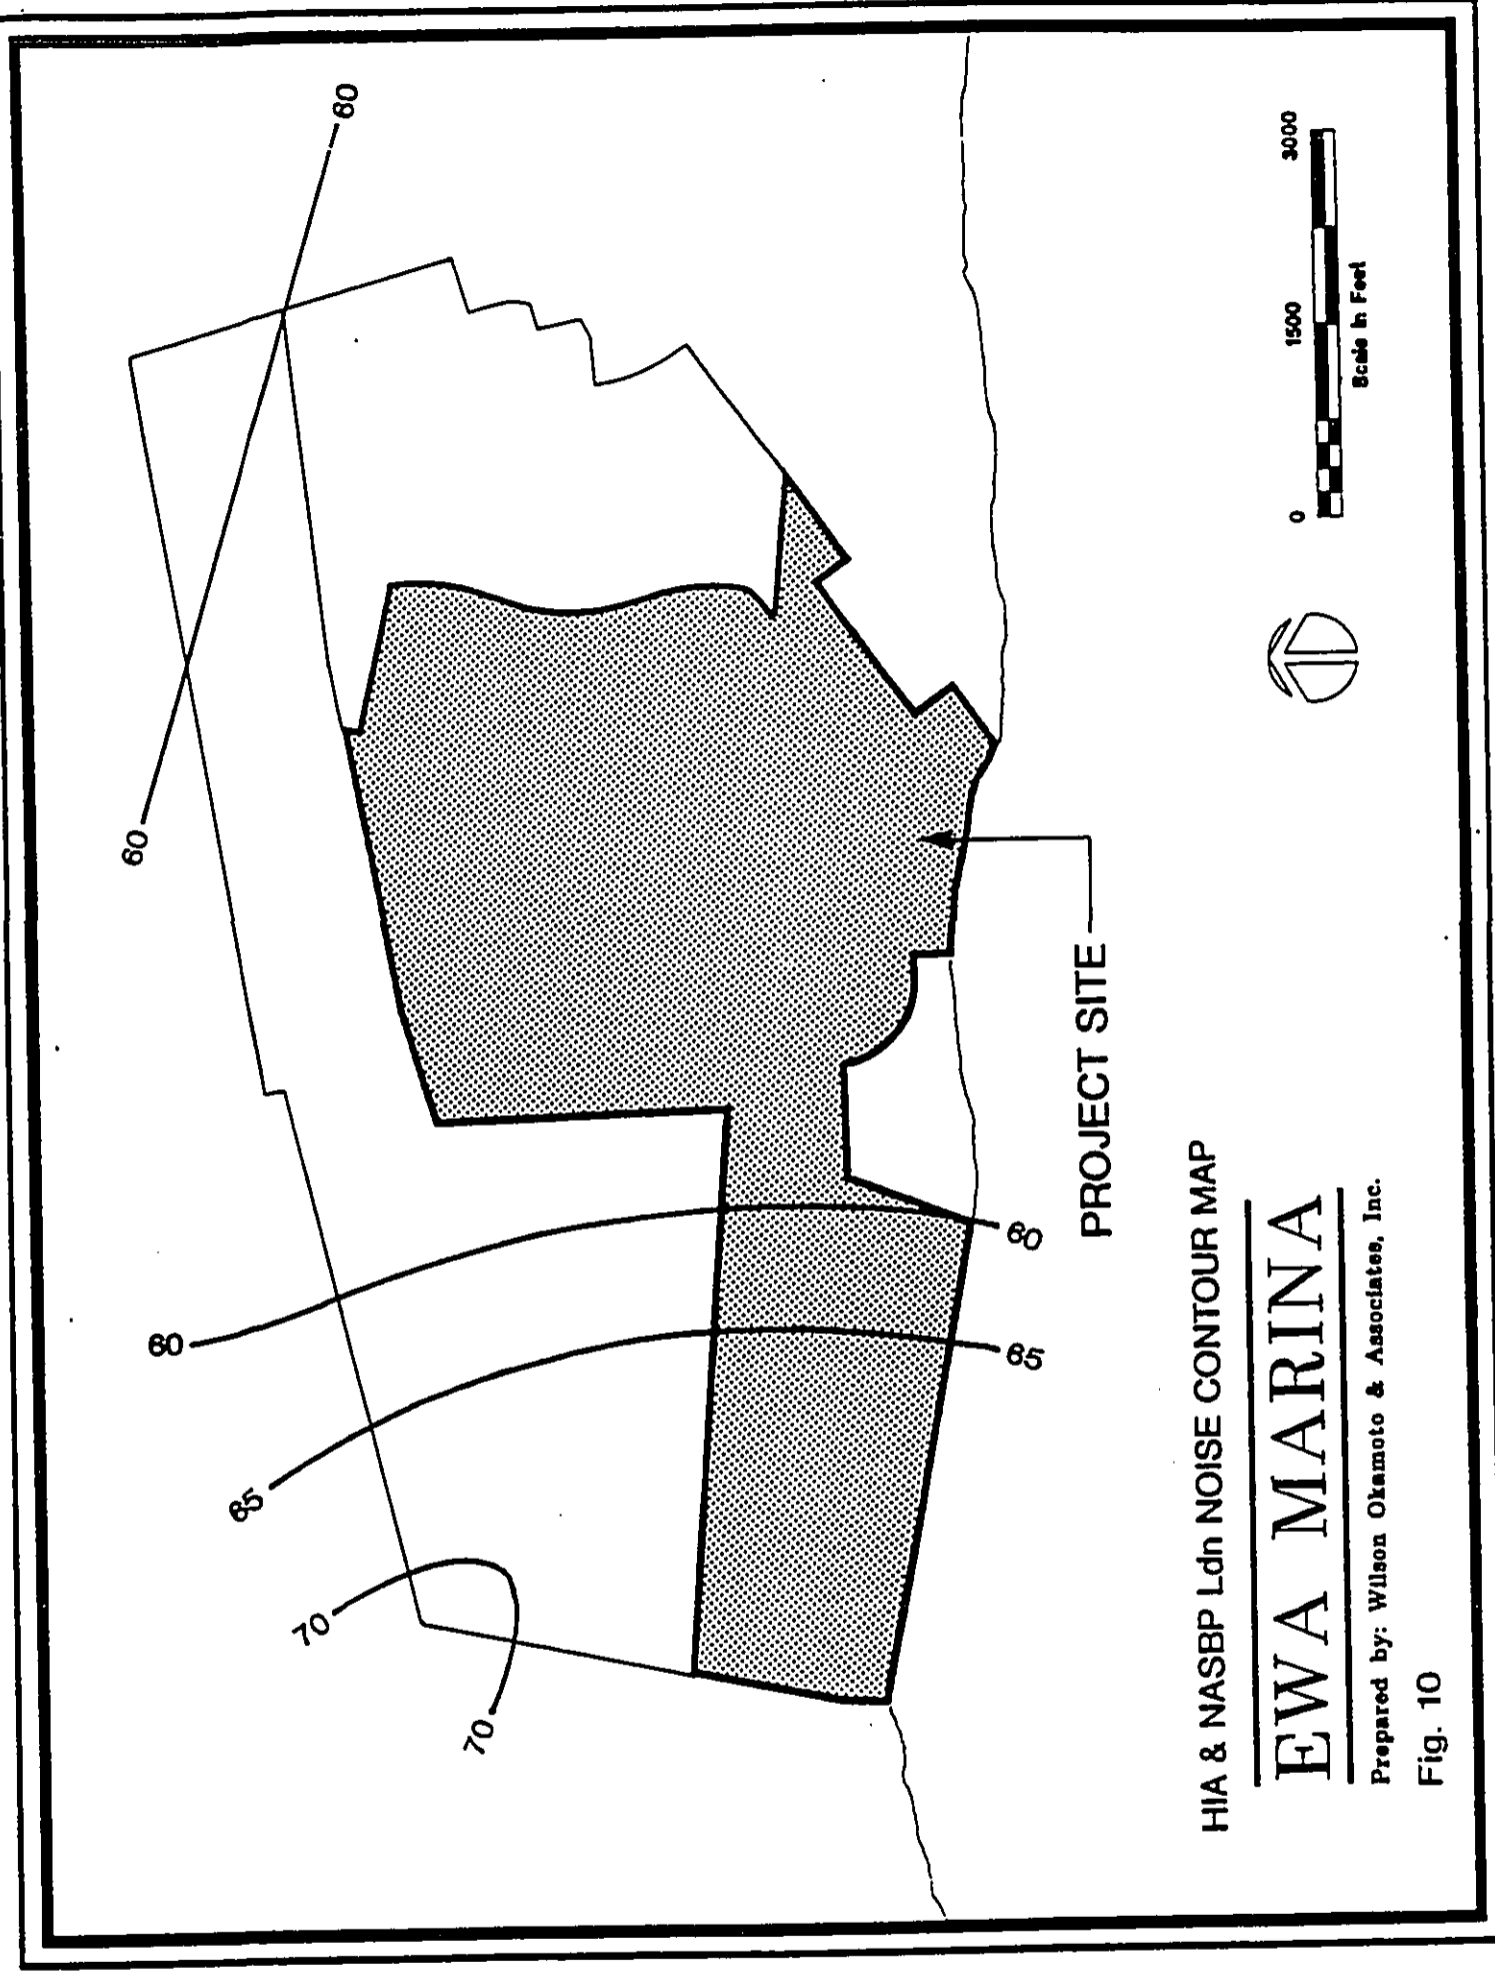 60
60
60
65
70
70
60
65
PROJECT SITE
HIA & NASBP Ldn NOISE CONTOUR MAP
EWA MARINA
Prepared by: Wilson Okamoto & Associates, Inc.
Fig. 10
0 1500 3000
Scale in Feet